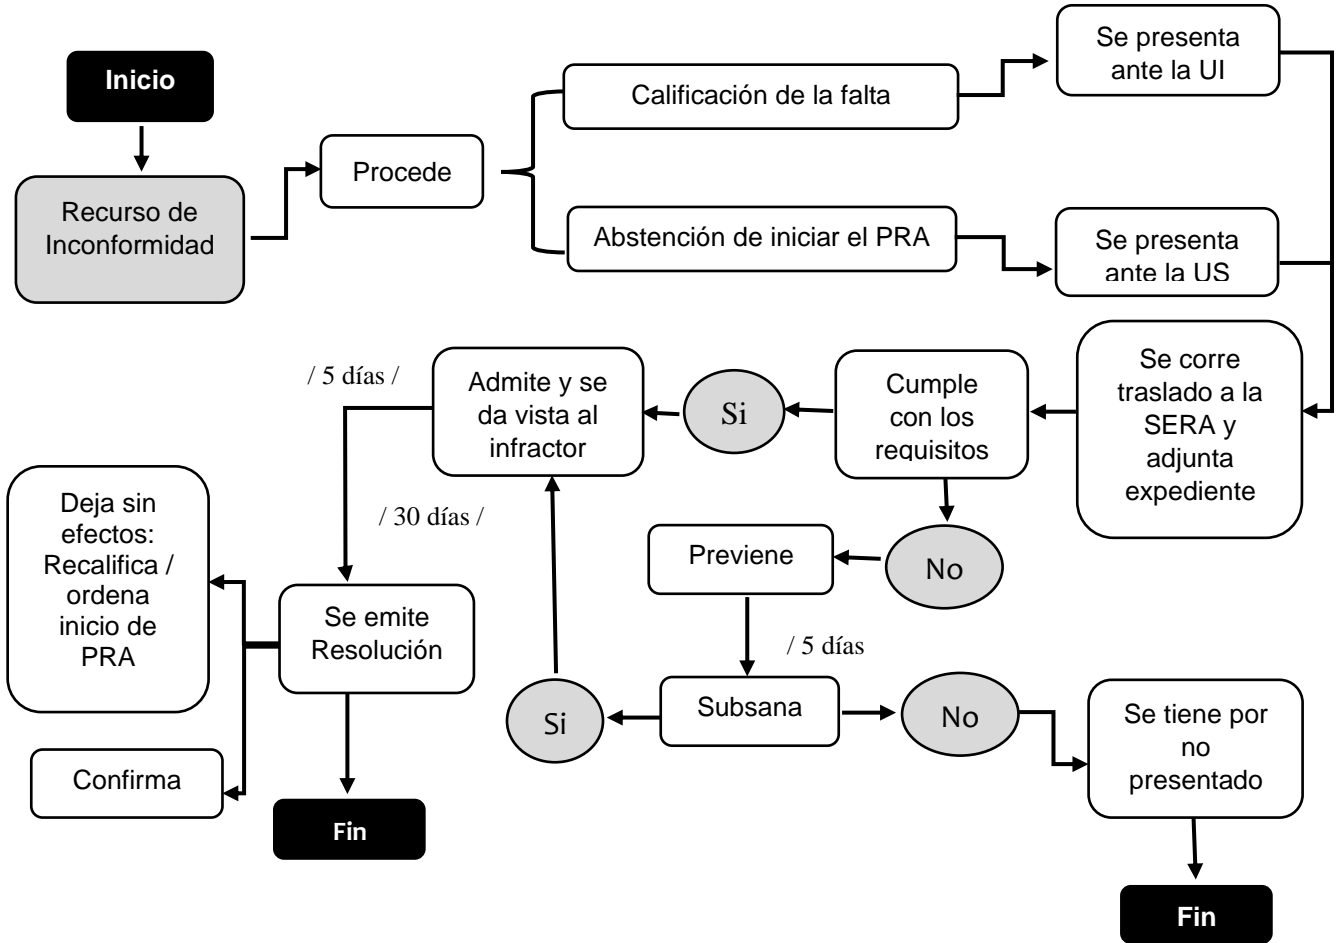 Inicio
Recurso de
Inconformidad
Procede
Calificación de la falta
Abstención de iniciar el PRA
Se presenta
ante la UI
Se presenta
ante la US
Se corre
traslado a la
SERA y
adjunta
expediente
Cumple
con los
requisitos
Si
Admite y se
da vista al
infractor
/ 5 días /
/ 30 días /
No
Previene
/ 5 días
Subsana
Si
No
Se tiene por
no
presentado
Fin
Se emite
Resolución
Deja sin
efectos:
Recalifica /
ordena
inicio de
PRA
Confirma
Fin